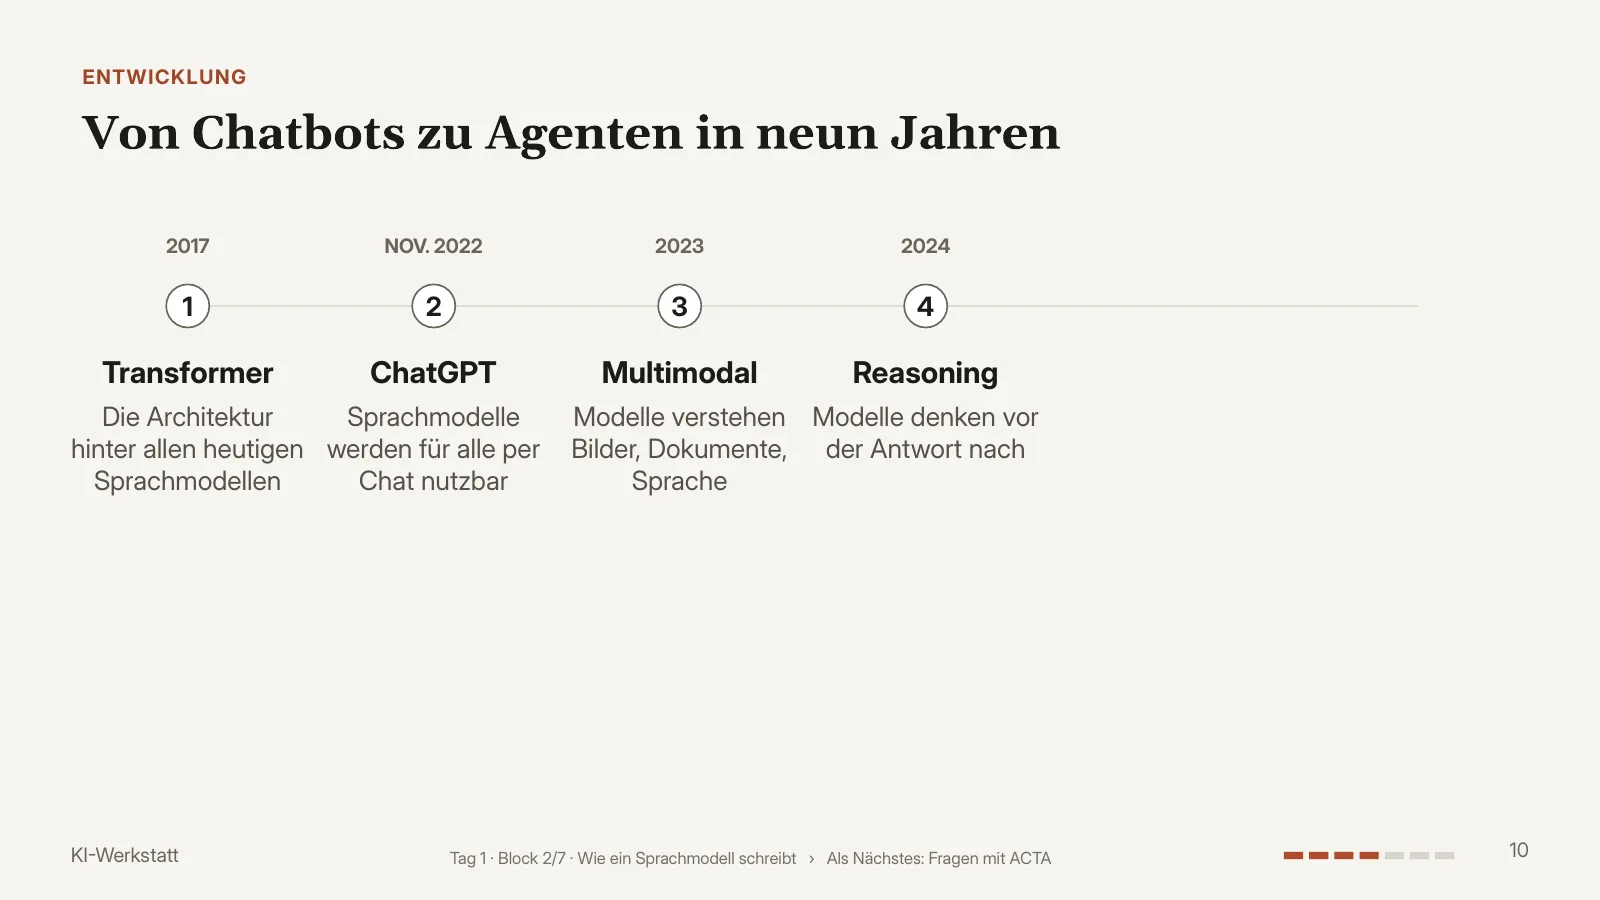 ENTWICKLUNG
Von Chatbots zu Agenten in neun Jahren
2017
NOV. 2022
2023
2024
1
2
3
4
Transformer
Die Architektur
hinter allen heutigen
Sprachmodellen
ChatGPT
Sprachmodelle
werden für alle per
Chat nutzbar
Multimodal
Modelle verstehen
Bilder, Dokumente,
Sprache
Reasoning
Modelle denken vor
der Antwort nach
KI-Werkstatt
Tag 1 · Block 2/7 · Wie ein Sprachmodell schreibt › Als Nächstes: Fragen mit ACTA
10